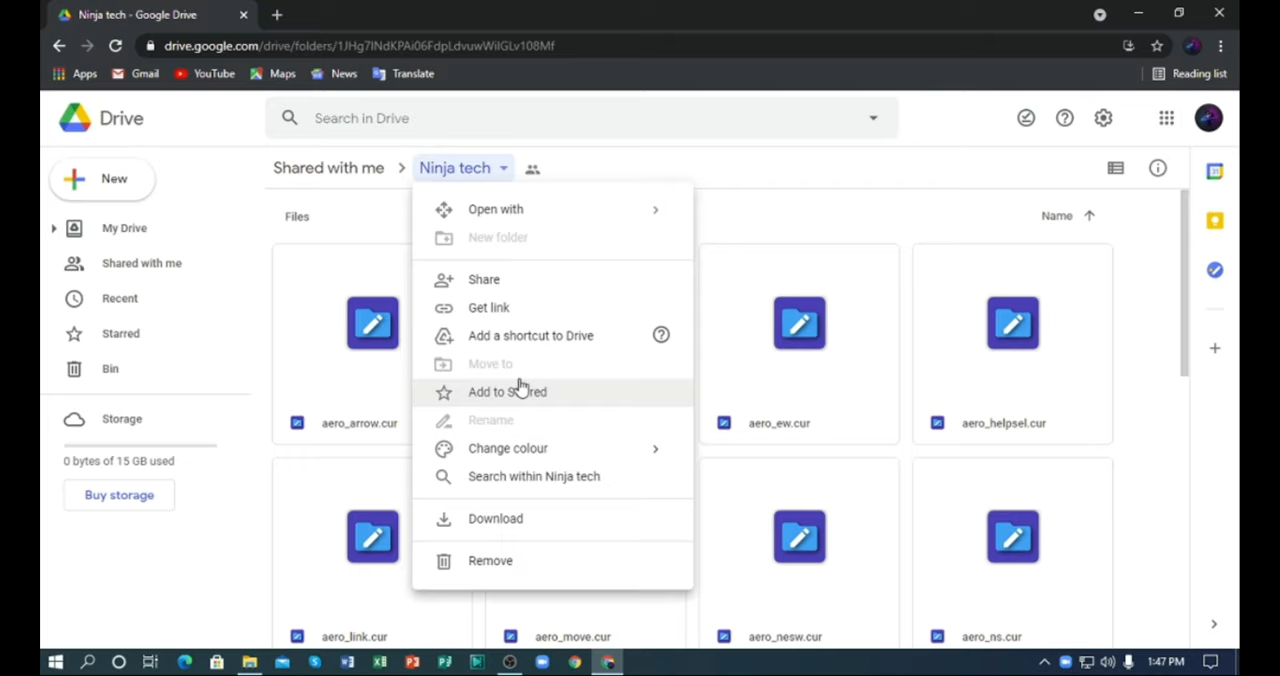 Ninja tech - Google Drive
drive.google.com/drive/folders/1JHg7INdKPAi06FdpLdvuwWiIGLv108Mf
Apps Gmail YouTube Maps News Translate Reading list
Drive
Search in Drive
New
Shared with me > Ninja tech
Files
Name
My Drive
Shared with me
Recent
Starred
Bin
Storage
0 bytes of 15 GB used
Buy storage
Open with
New folder
Share
Get link
Add a shortcut to Drive
Move to
Add to Starred
Rename
Change colour
Search within Ninja tech
Download
Remove
aero_arrow.cur
aero_ew.cur
aero_helpsel.cur
aero_link.cur
aero_move.cur
aero_nesw.cur
aero_ns.cur
1:47 PM